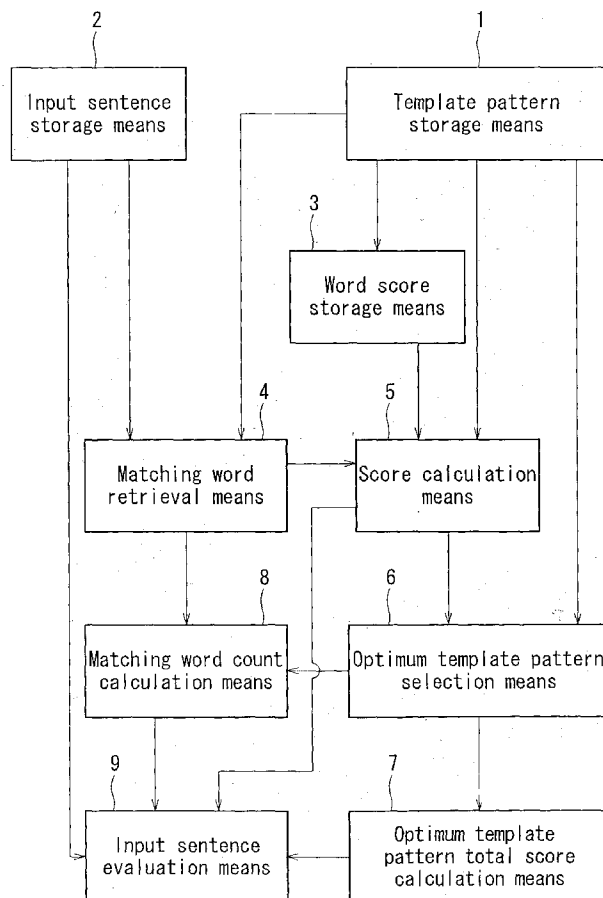 2
Input sentence
storage means
1
Template pattern
storage means
3
Word score
storage means
4
Matching word
retrieval means
5
Score calculation
means
8
Matching word count
calculation means
6
Optimum template pattern
selection means
9
Input sentence
evaluation means
7
Optimum template
pattern total score
calculation means